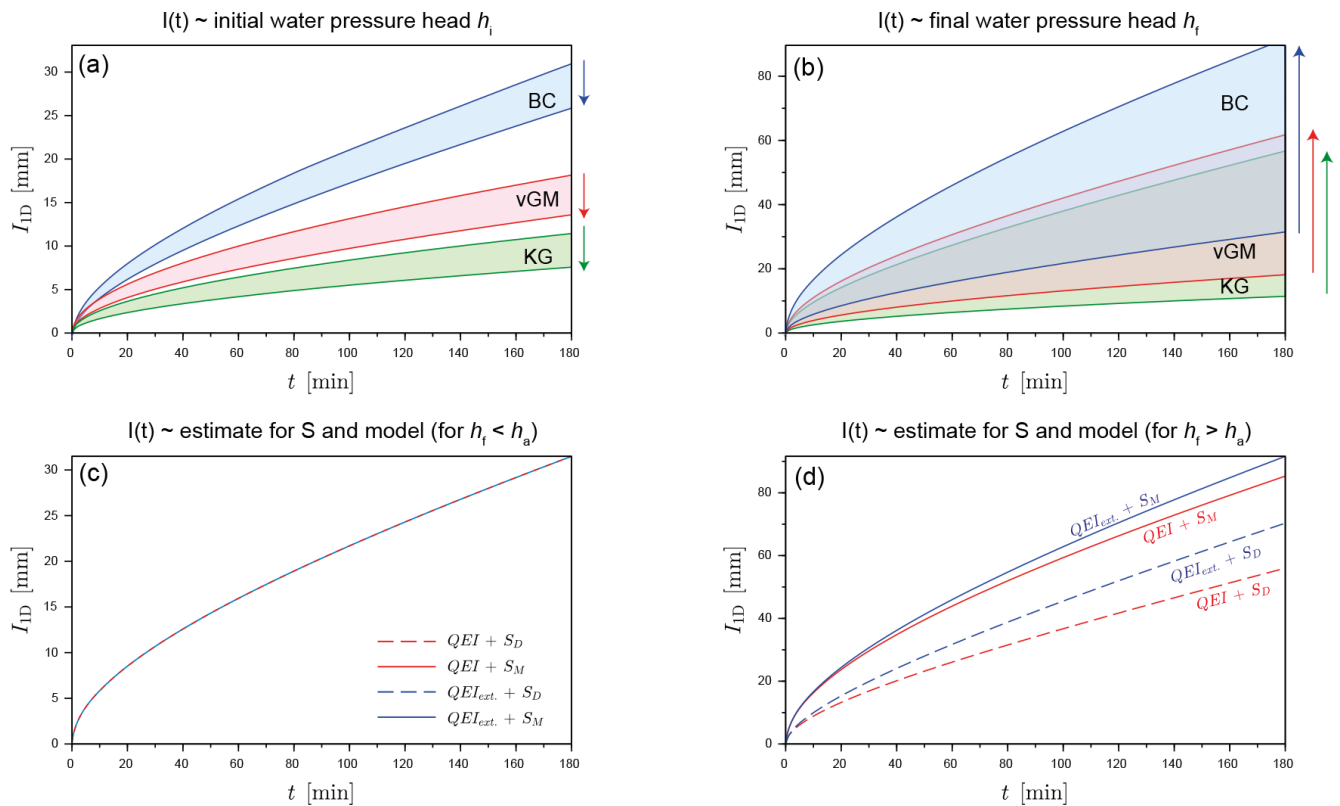 I(t) ~ initial water pressure head hi
(a)
BC
vGM
KG
I1D [mm]
30
25
20
15
10
5
0
0 20 40 60 80 100 120 140 160 180
t [min]
I(t) ~ final water pressure head hf
(b)
BC
vGM
KG
I1D [mm]
80
60
40
20
0
0 20 40 60 80 100 120 140 160 180
t [min]
I(t) ~ estimate for S and model (for hf < ha)
(c)
I1D [mm]
30
25
20
15
10
5
0
QEI + SD
QEI + SM
QEIext. + SD
QEIext. + SM
0 20 40 60 80 100 120 140 160 180
t [min]
I(t) ~ estimate for S and model (for hf > ha)
(d)
QEIext. + SM
QEI + SM
QEIext. + SD
QEI + SD
I1D [mm]
80
60
40
20
0
0 20 40 60 80 100 120 140 160 180
t [min]